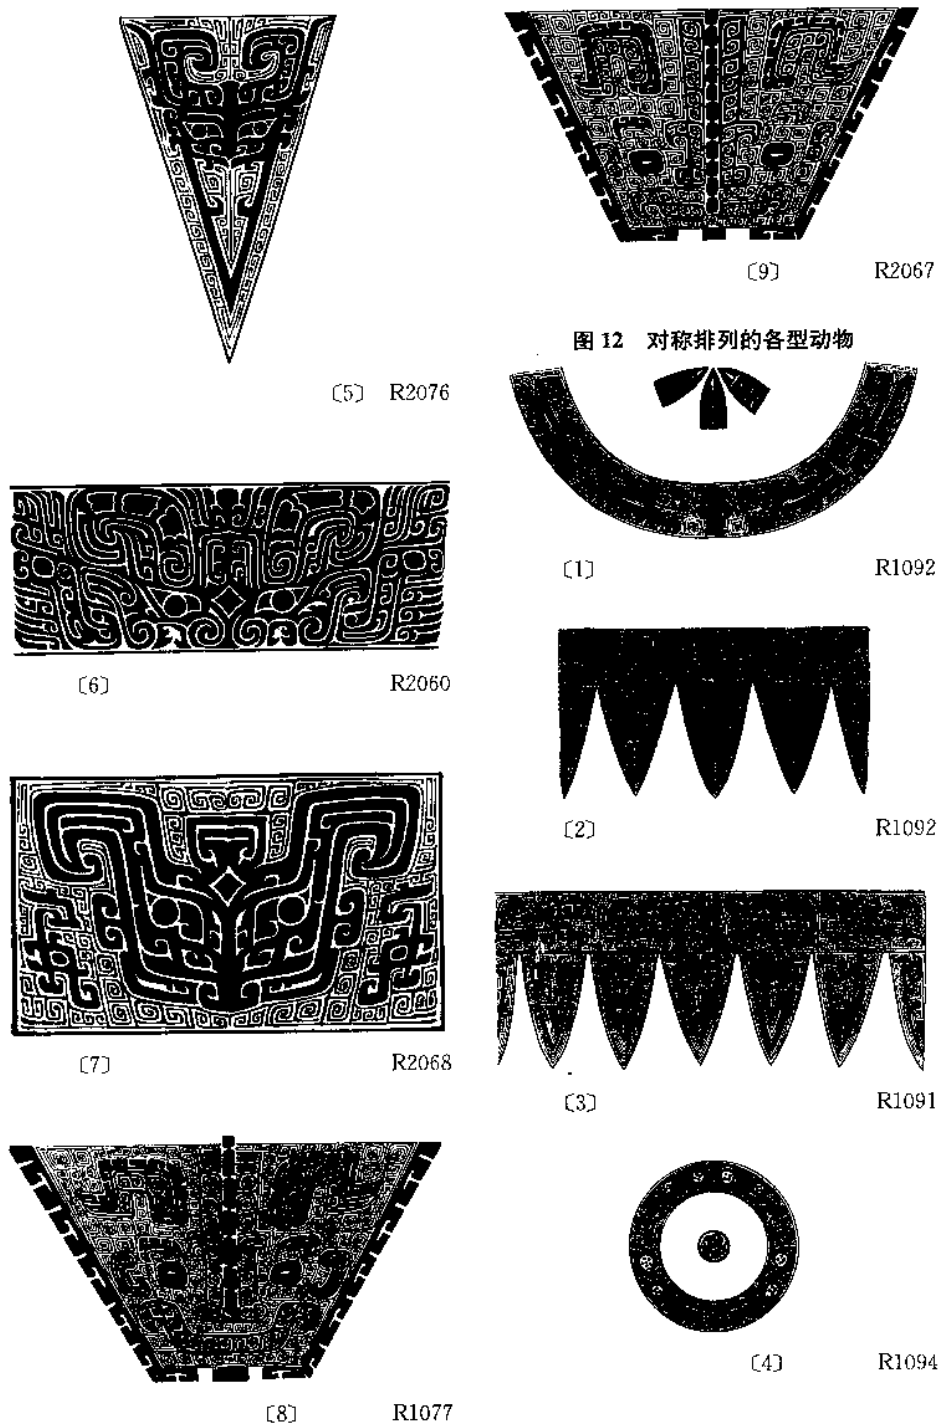 〔5〕 R2076
〔6〕 R2060
〔7〕 R2068
〔8〕 R1077
〔9〕 R2067
图 12 对称排列的各型动物
〔1〕 R1092
〔2〕 R1092
〔3〕 R1091
〔4〕 R1094